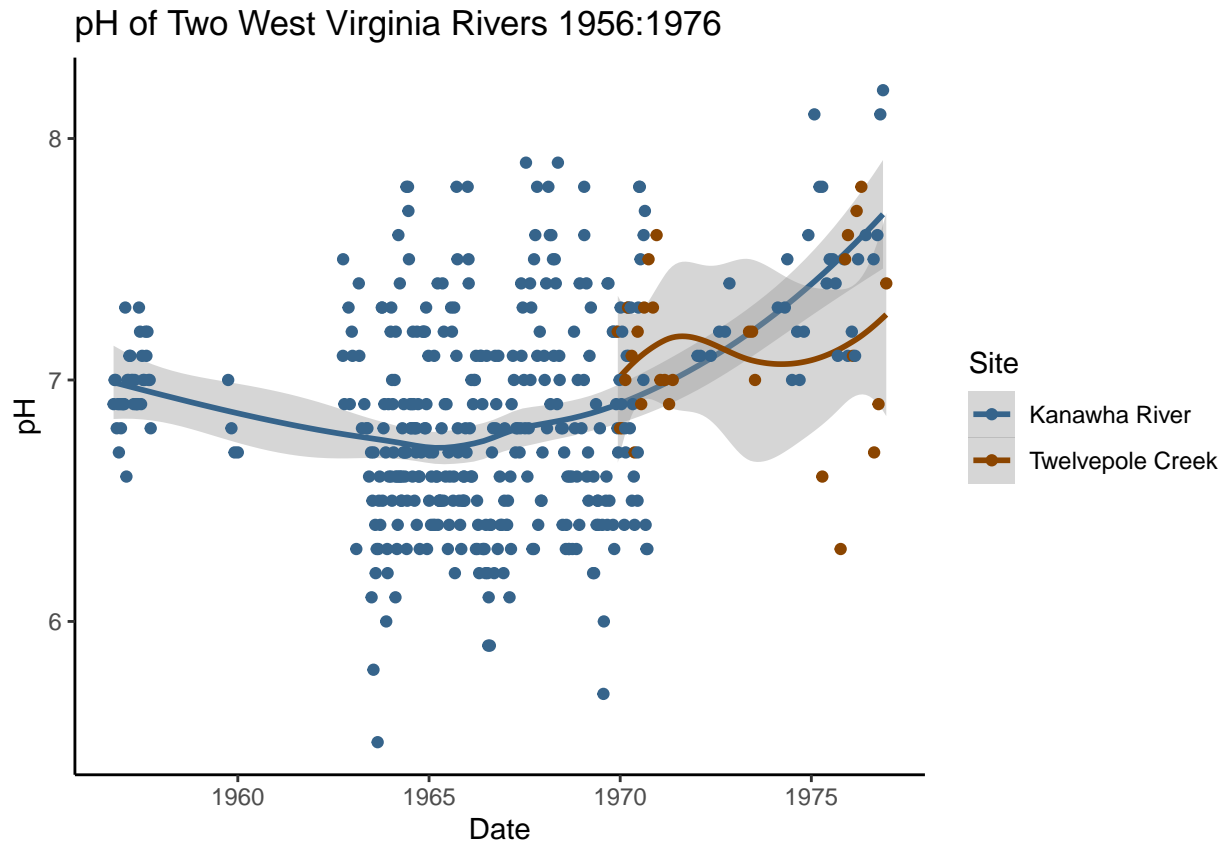 pH of Two West Virginia Rivers 1956:1976
8
7
6
pH
1960
1965
1970
1975
Date
Site
Kanawha River
Twelvepole Creek